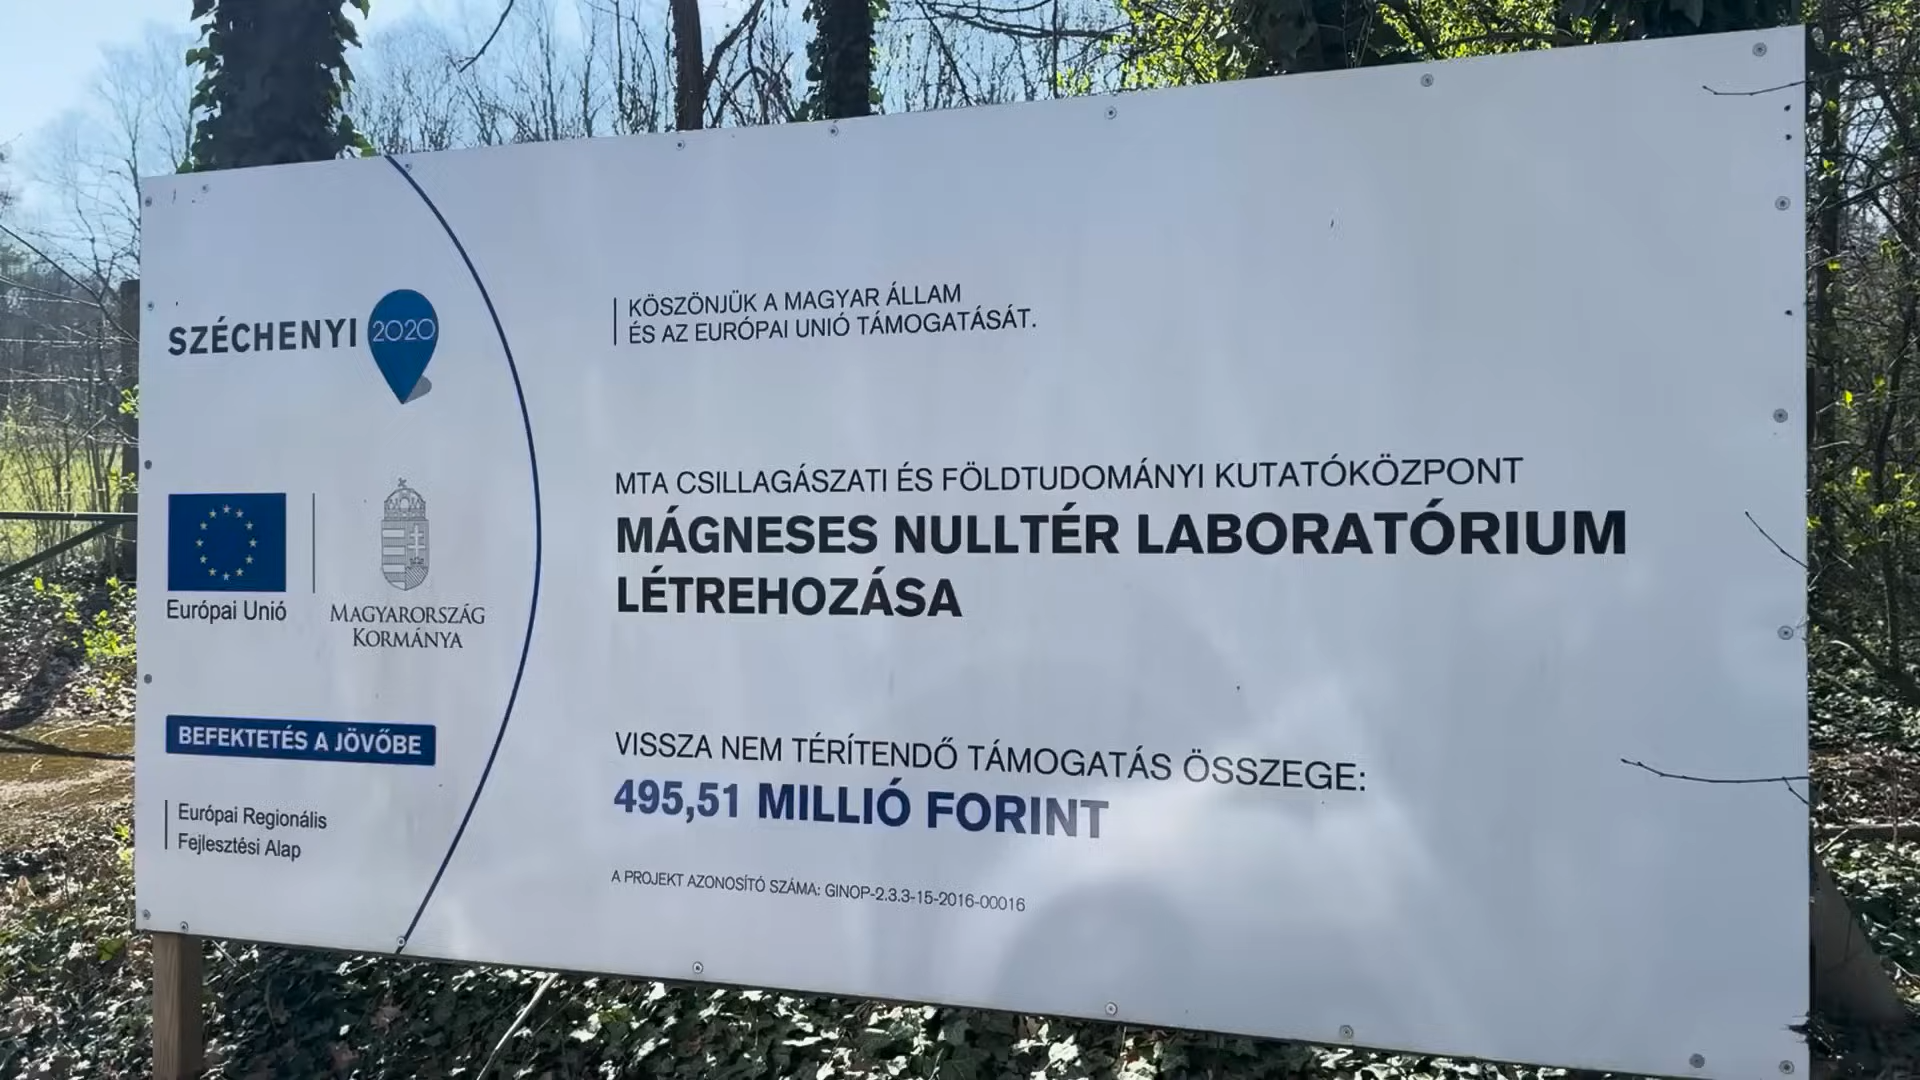 SZÉCHENYI 2020
Európai Unió
MAGYARORSZÁG
KORMÁNYA
BEFEKTETÉS A JÖVŐBE
Európai Regionális
Fejlesztési Alap
KÖSZÖNJÜK A MAGYAR ÁLLAM
ÉS AZ EURÓPAI UNIÓ TÁMOGATÁSÁT.
MTA CSILLAGÁSZATI ÉS FÖLDTUDOMÁNYI KUTATÓKÖZPONT
MÁGNESES NULLTÉR LABORATÓRIUM
LÉTREHOZÁSA
VISSZA NEM TÉRÍTENDŐ TÁMOGATÁS ÖSSZEGE:
495,51 MILLIÓ FORINT
A PROJEKT AZONOSÍTÓ SZÁMA: GINOP-2.3.3-15-2016-00016